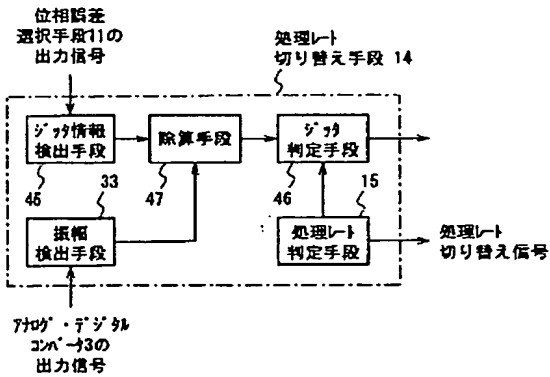 位相誤差
選択手段11の
出力信号
処理レート
切り替え手段 14
ジッタ情報
検出手段
除算手段
ジッタ
判定手段
45
33
47
46
15
振幅
検出手段
処理レート
判定手段
処理レート
切り替え信号
アナログ・デジタル
コンバータ3の
出力信号